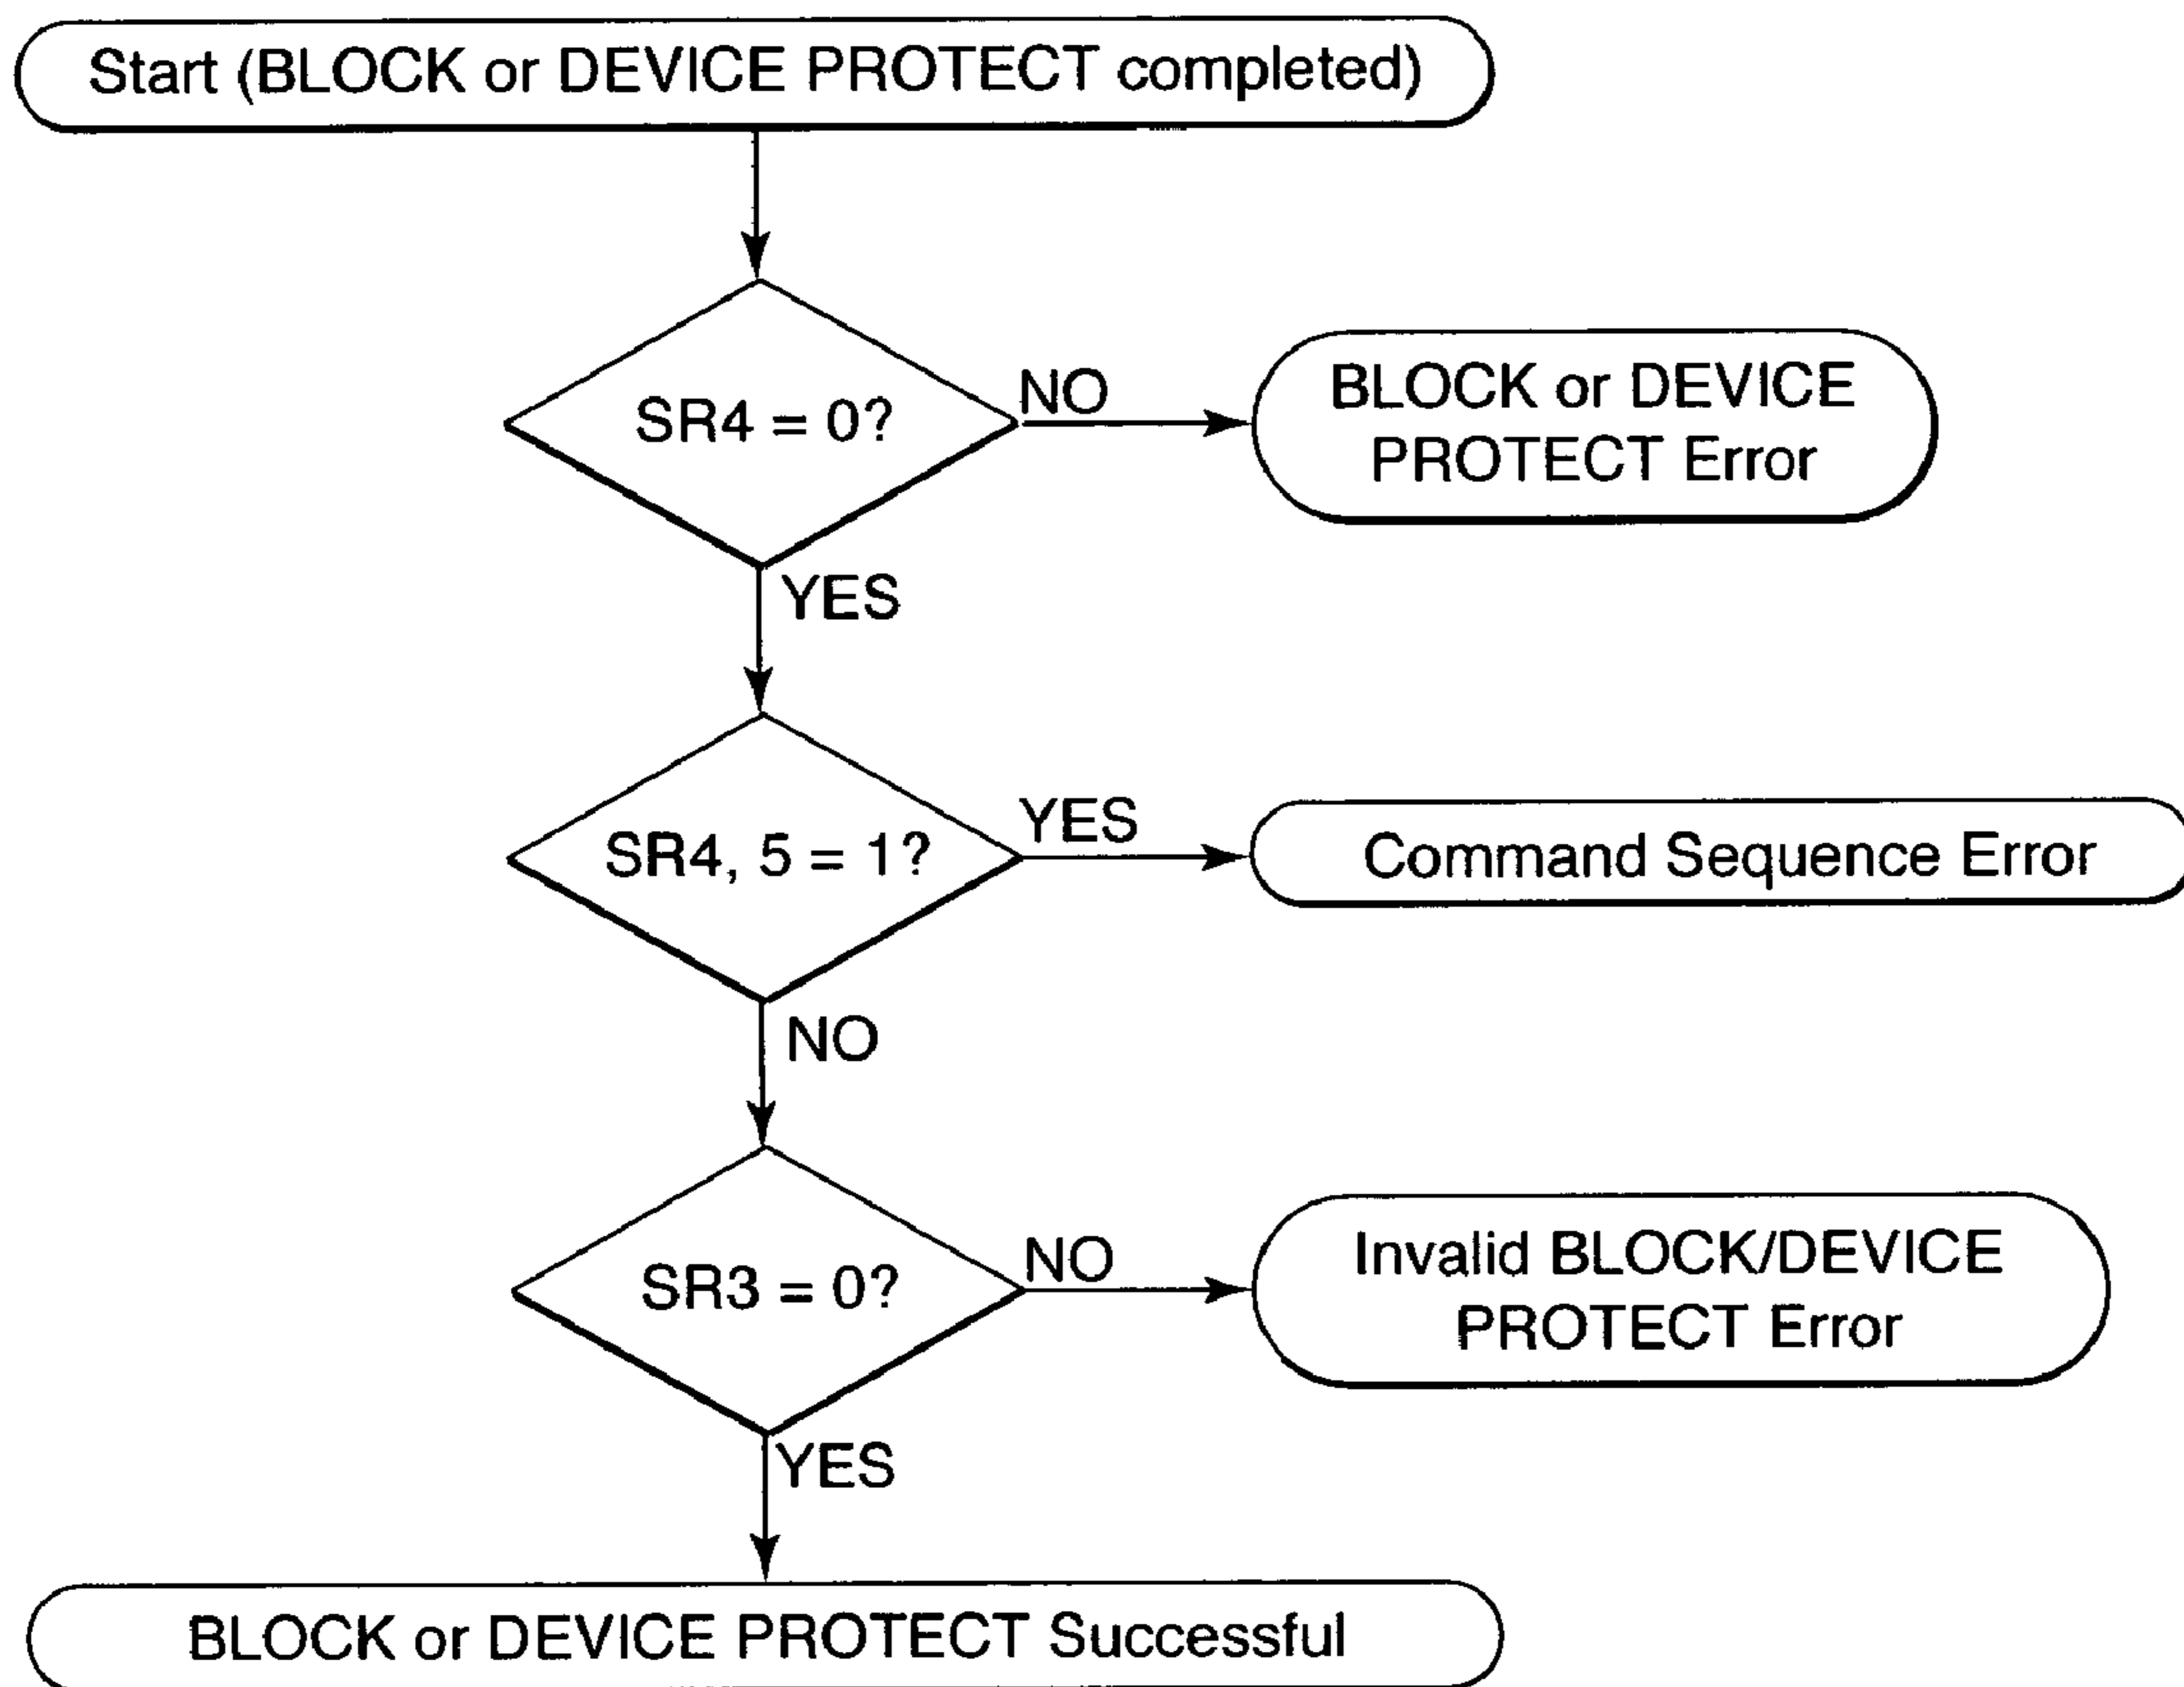 Start (BLOCK or DEVICE PROTECT completed)
SR4 = 0?
NO
BLOCK or DEVICE
PROTECT Error
YES
SR4, 5 = 1?
YES
Command Sequence Error
NO
SR3 = 0?
NO
Invalid BLOCK/DEVICE
PROTECT Error
YES
BLOCK or DEVICE PROTECT Successful